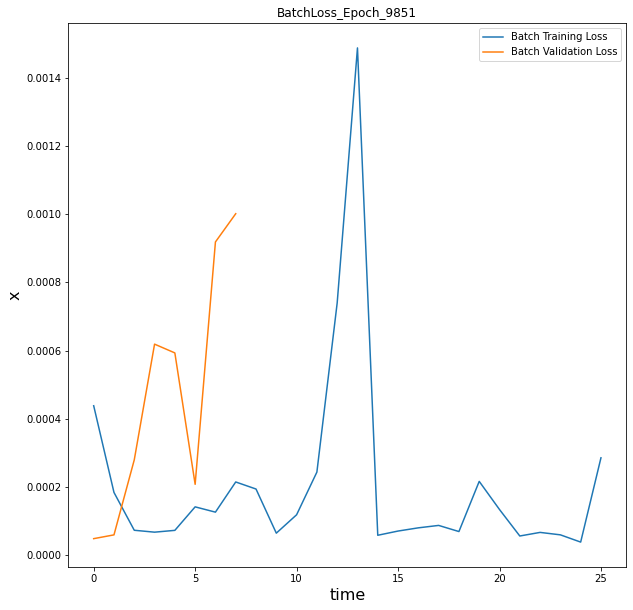 BatchLoss_Epoch_9851
Batch Training Loss
Batch Validation Loss
0.0014
0.0012
0.0010
0.0008
0.0006
0.0004
0.0002
0.0000
x
0 5 10 15 20 25
time